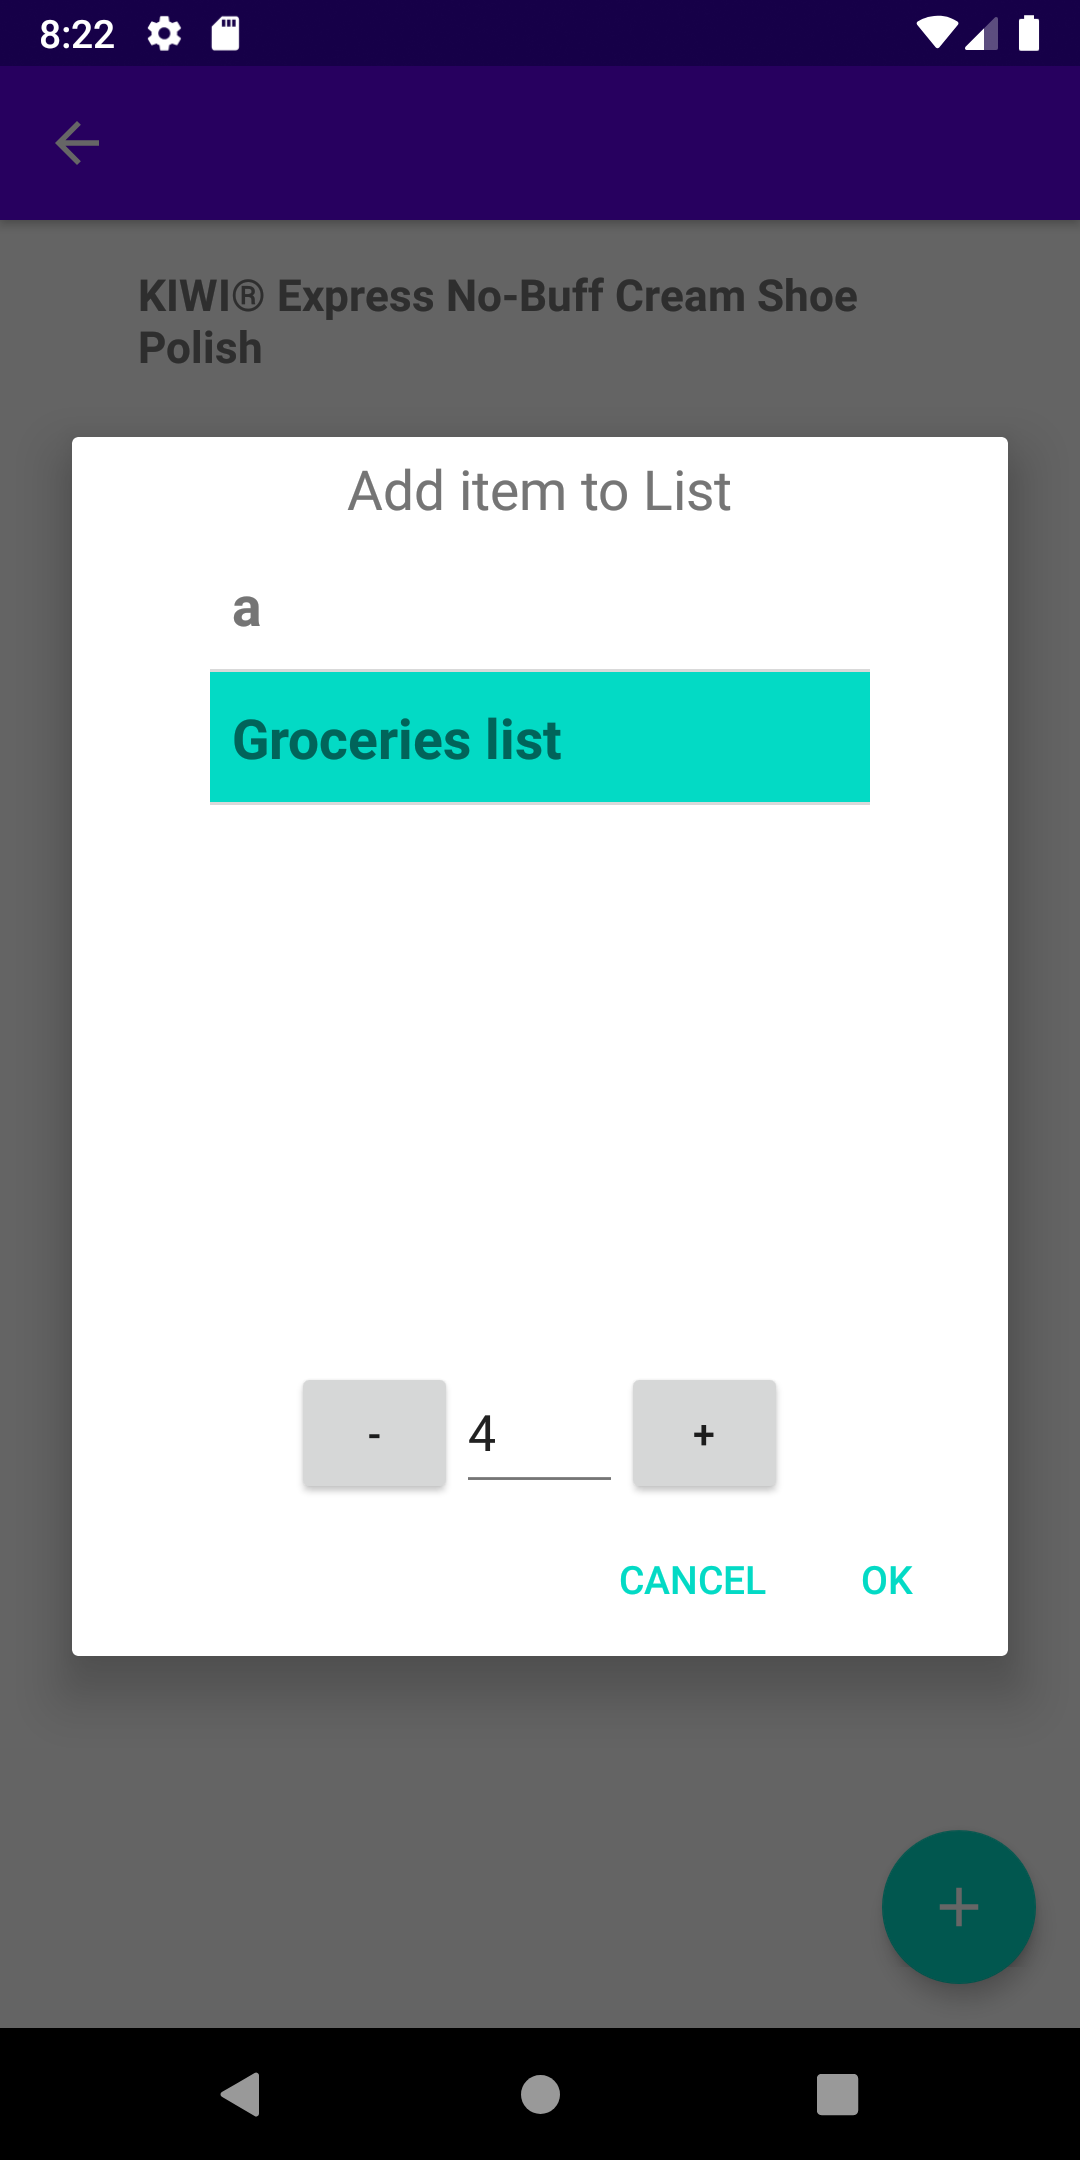 8:22
KIWI® Express No-Buff Cream Shoe
Polish
Add item to List
a
Groceries list
- 4 +
CANCEL OK
+